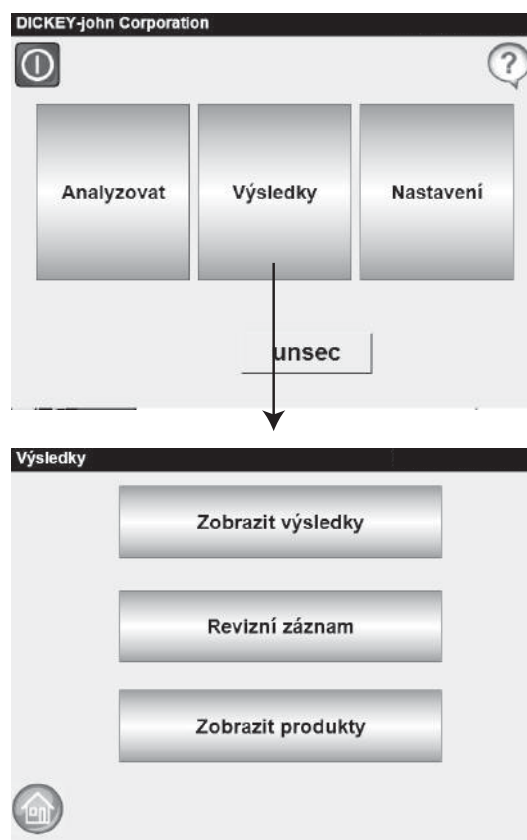 DICKEY-john Corporation
?
Analyzovat Výsledky Nastavení
unsec
Výsledky
Zobrazit výsledky
Revizní záznam
Zobrazit produkty